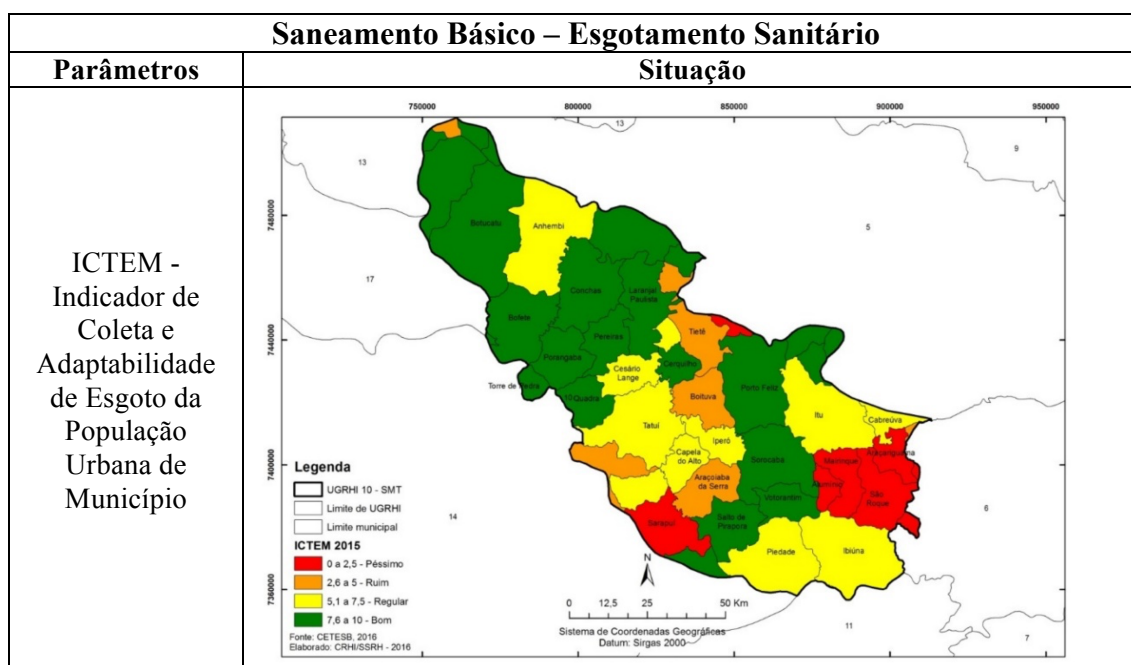 Saneamento Básico – Esgotamento Sanitário
Parâmetros
Situação
ICTEM -
Indicador de
Coleta e
Adaptabilidade
de Esgoto da
População
Urbana de
Município
750000
800000
850000
900000
950000
7480000
7440000
7400000
7360000
13
13
9
5
17
14
6
11
7
Botucatu
Anhembi
Conchas
Laranjal
Paulista
Bofete
Pereiras
Tietê
Porangaba
Cesário
Lange
Cerquilho
Torre de Pedra
Quadra
Boituva
Porto Feliz
Itu
Cabreúva
Tatuí
Iperó
Capela
do Alto
Sorocaba
Mairinque
Araçariguama
Araçoiaba
da Serra
Alumínio
São
Roque
Votorantim
Sarapuí
Salto de
Pirapora
Piedade
Ibiúna
Legenda
UGRHI 10 - SMT
Limite de UGRHI
Limite municipal
ICTEM 2015
0 a 2,5 - Péssimo
2,6 a 5 - Ruim
5,1 a 7,5 - Regular
7,6 a 10 - Bom
Fonte: CETESB, 2016
Elaborado: CRHI/SSRH - 2016
N
0 12,5 25 50 Km
Sistema de Coordenadas Geográficas
Datum: Sirgas 2000